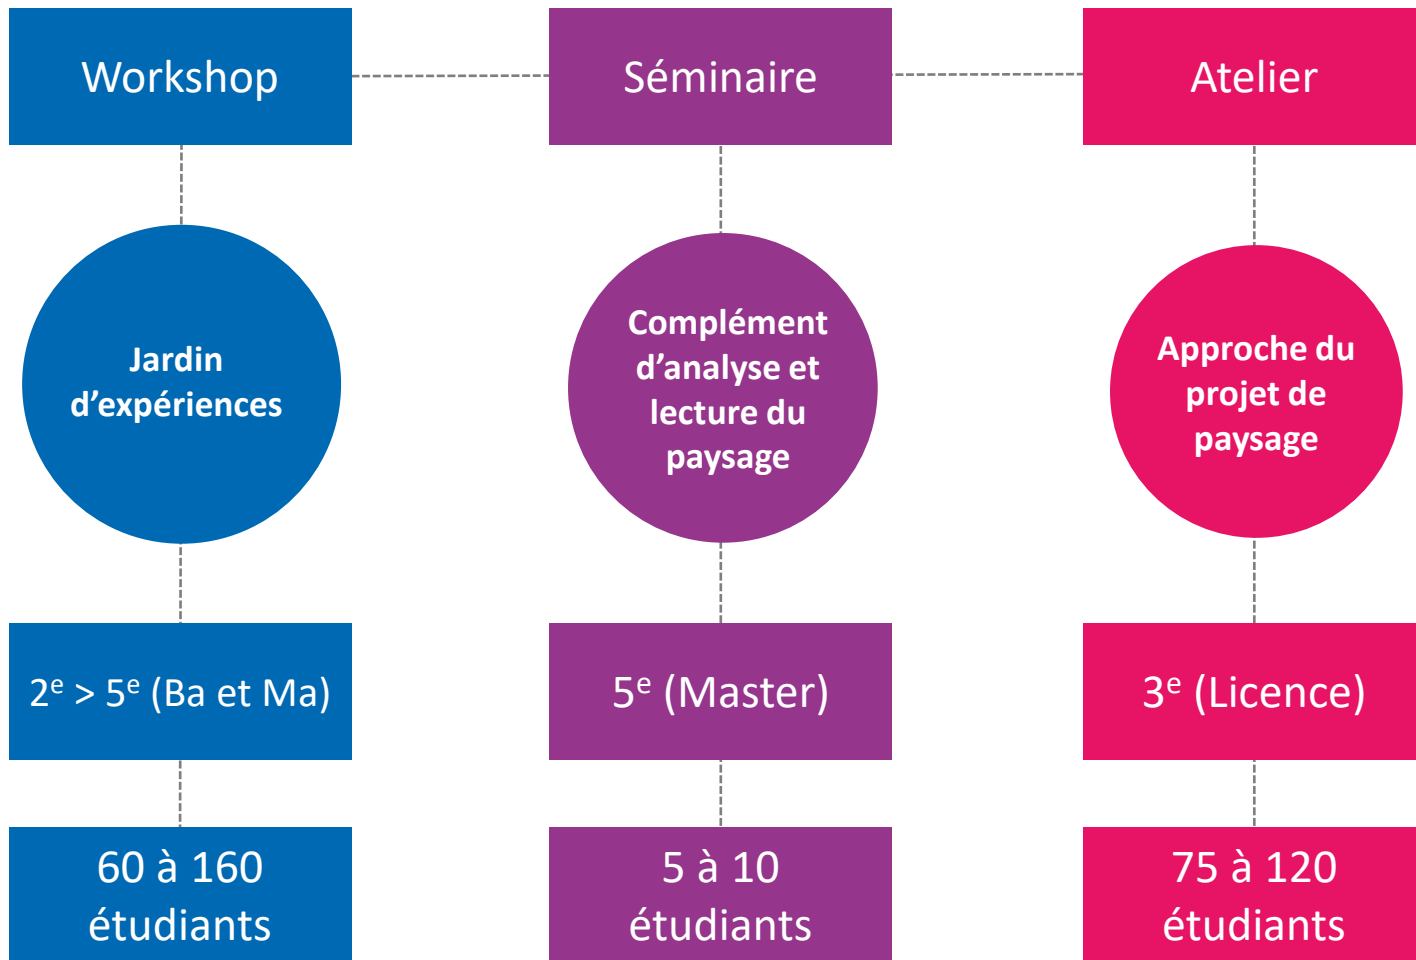 Workshop
Séminaire
Atelier
Jardin
d’expériences
Complément
d’analyse et
lecture du
paysage
Approche du
projet de
paysage
2e > 5e (Ba et Ma)
5e (Master)
3e (Licence)
60 à 160
étudiants
5 à 10
étudiants
75 à 120
étudiants